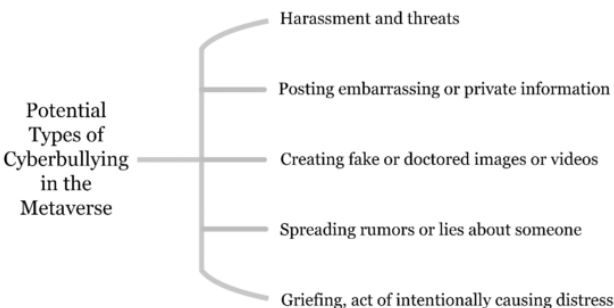 Potential
Types of
Cyberbullying
in the
Metaverse
Harassment and threats
Posting embarrassing or private information
Creating fake or doctored images or videos
Spreading rumors or lies about someone
Griefing, act of intentionally causing distress